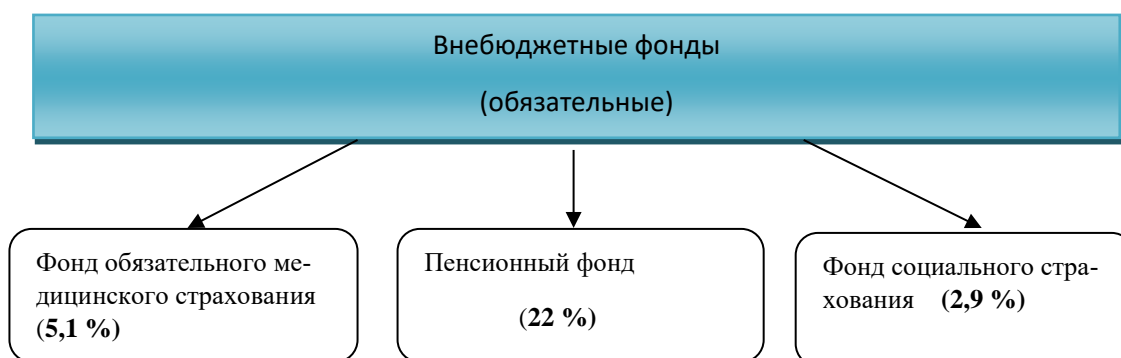 Внебюджетные фонды
(обязательные)
Фонд обязательного ме-
дицинского страхования
(5,1 %)
Пенсионный фонд
(22 %)
Фонд социального стра-
хования (2,9 %)